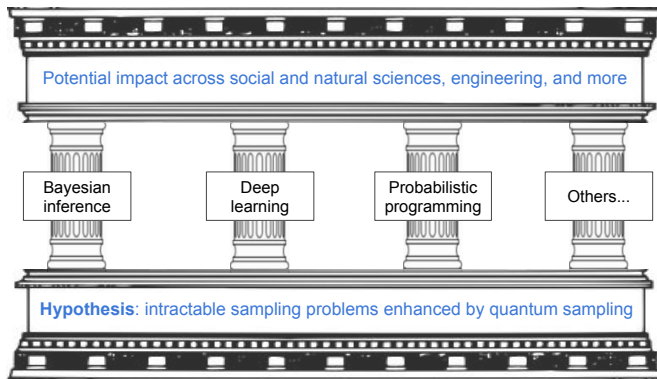 Potential impact across social and natural sciences, engineering, and more
Bayesian
inference
Deep
learning
Probabilistic
programming
Others...
Hypothesis: intractable sampling problems enhanced by quantum sampling